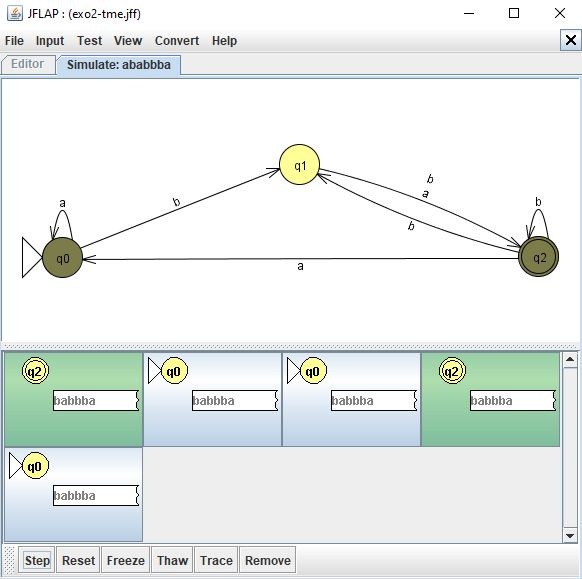 JFLAP : (exo2-tme.jff)
File Input Test View Convert Help
Editor Simulate: ababbba
q1
b
b
a
a
b
b
b
q0
q2
a
q2 q0 q0 q2
babbba babbba babbba babbba
q0
babbba
Step Reset Freeze Thaw Trace Remove